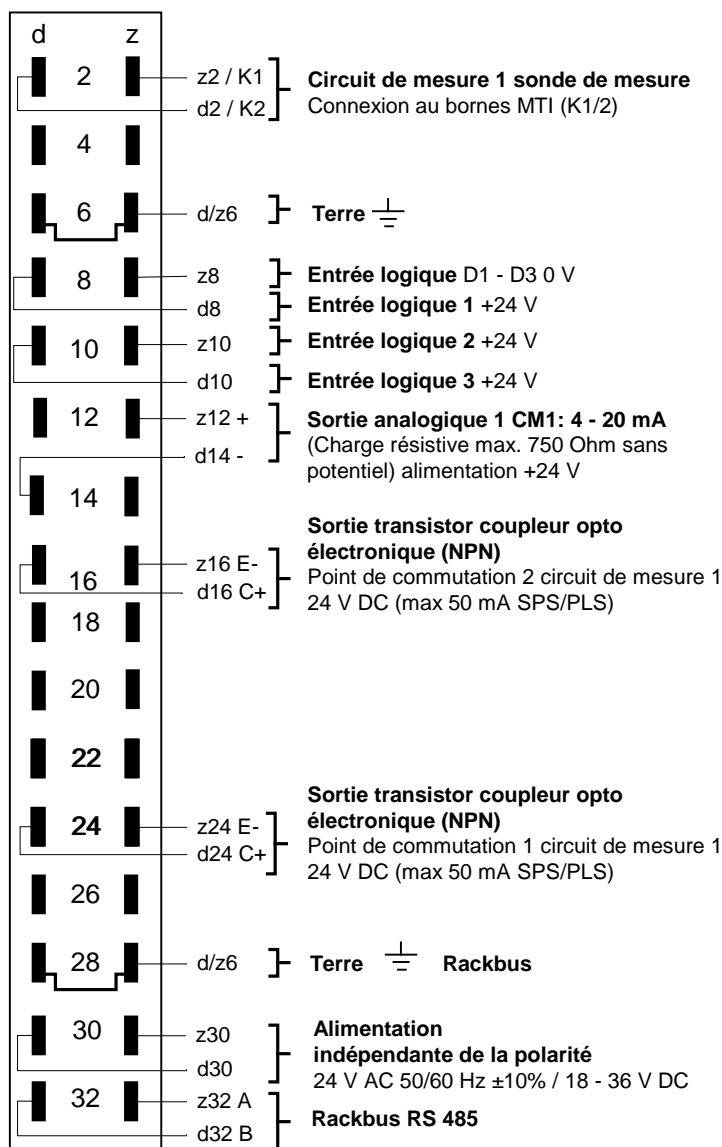 d z
2 z2 / K1 Circuit de mesure 1 sonde de mesure
d2 / K2 Connexion au bornes MTI (K1/2)
4
6 d/z6 Terre
8 z8 Entrée logique D1 - D3 0 V
d8 Entrée logique 1 +24 V
10 z10 Entrée logique 2 +24 V
d10 Entrée logique 3 +24 V
12 z12 + Sortie analogique 1 CM1: 4 - 20 mA
(Charge résistive max. 750 Ohm sans
d14 - potentiel) alimentation +24 V
14
Sortie transistor coupleur opto
z16 E- électronique (NPN)
16 d16 C+ Point de commutation 2 circuit de mesure 1
24 V DC (max 50 mA SPS/PLS)
18
20
22
Sortie transistor coupleur opto
24 z24 E- électronique (NPN)
d24 C+ Point de commutation 1 circuit de mesure 1
24 V DC (max 50 mA SPS/PLS)
26
28 d/z6 Terre Rackbus
30 z30 Alimentation
indépendante de la polarité
d30 24 V AC 50/60 Hz ±10% / 18 - 36 V DC
32 z32 A
Rackbus RS 485
d32 B